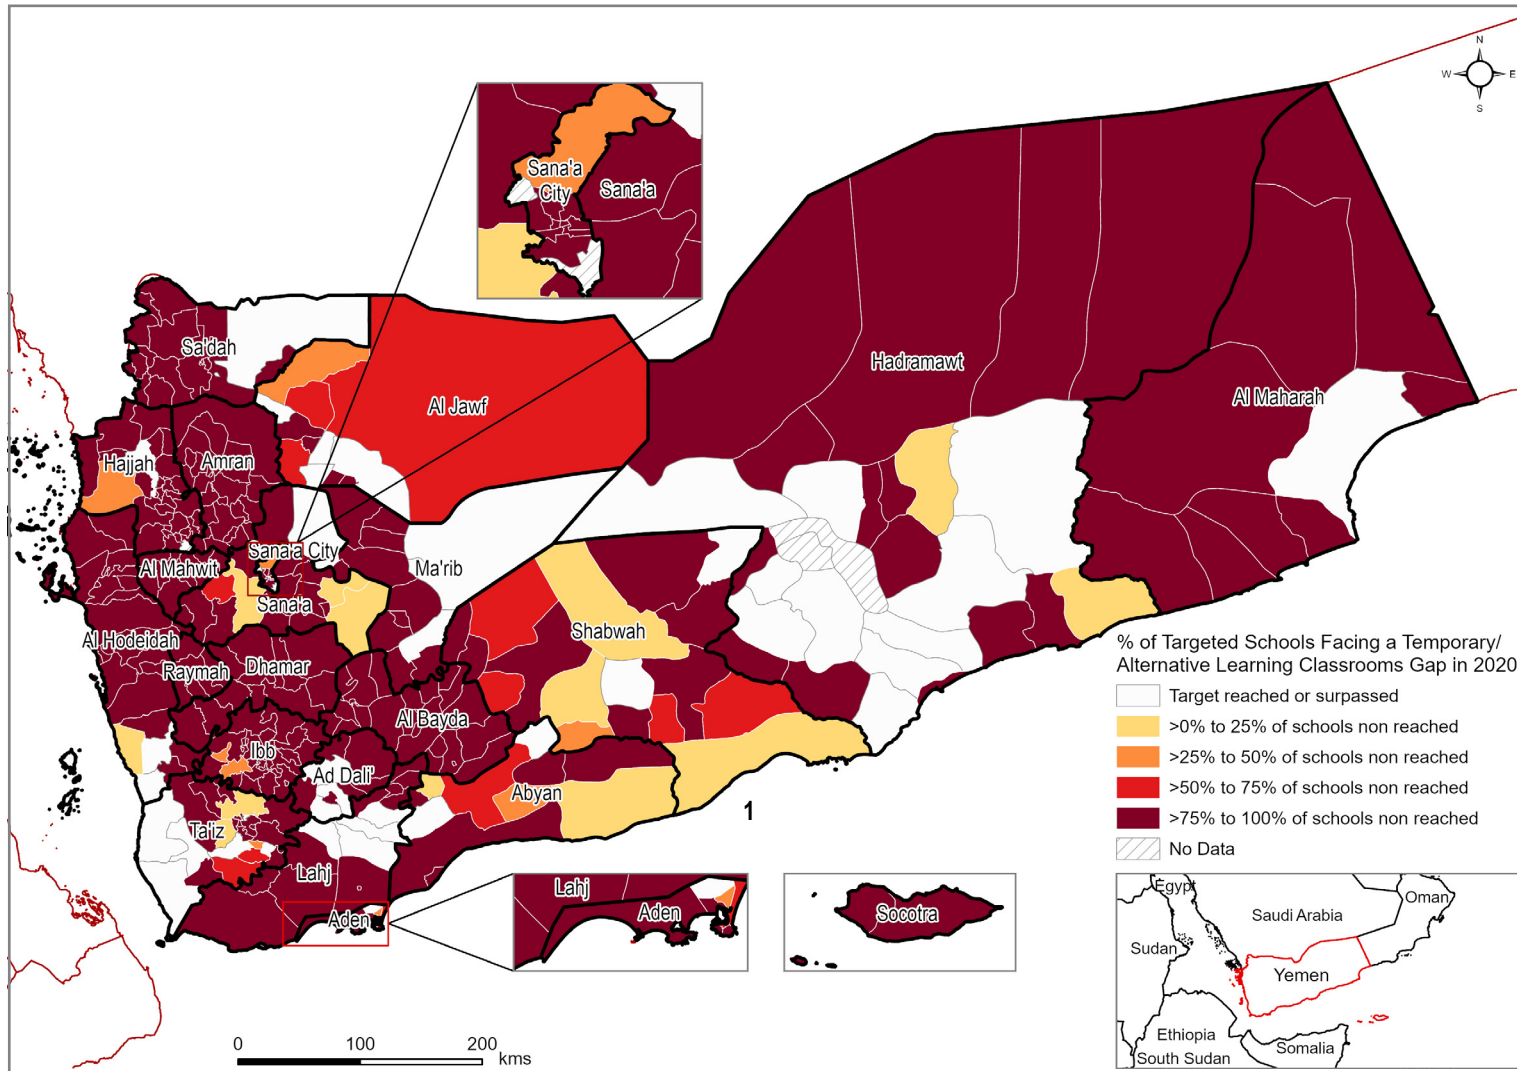 N
W E
S
Sana'a
City
Sana'a
Sa'dah
Hadramawt
Al Jawf
Al Maharah
Hajjah
Amran
Sana'a City
Al Mahwit
Ma'rib
Sana'a
Shabwah
Al Hodeidah
Raymah
Dhamar
Al Bayda
Ibb
Ad Dali'
Abyan
1
Ta'iz
Lahj
Aden
Lahj
Aden
Socotra
% of Targeted Schools Facing a Temporary/
Alternative Learning Classrooms Gap in 2020
Target reached or surpassed
>0% to 25% of schools non reached
>25% to 50% of schools non reached
>50% to 75% of schools non reached
>75% to 100% of schools non reached
No Data
Egypt
Saudi Arabia
Oman
Sudan
Yemen
Ethiopia
South Sudan
Somalia
0 100 200
kms